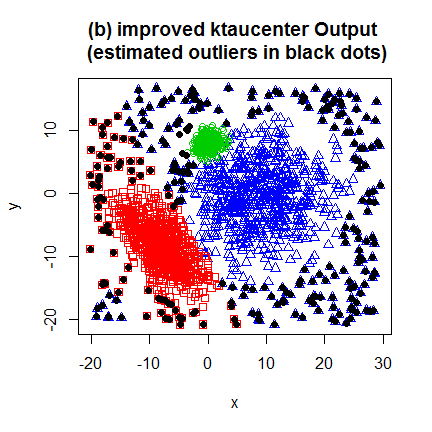 (b) improved ktaucenter Output
(estimated outliers in black dots)
10
0
-10
-20
y
-20 -10 0 10 20 30
x